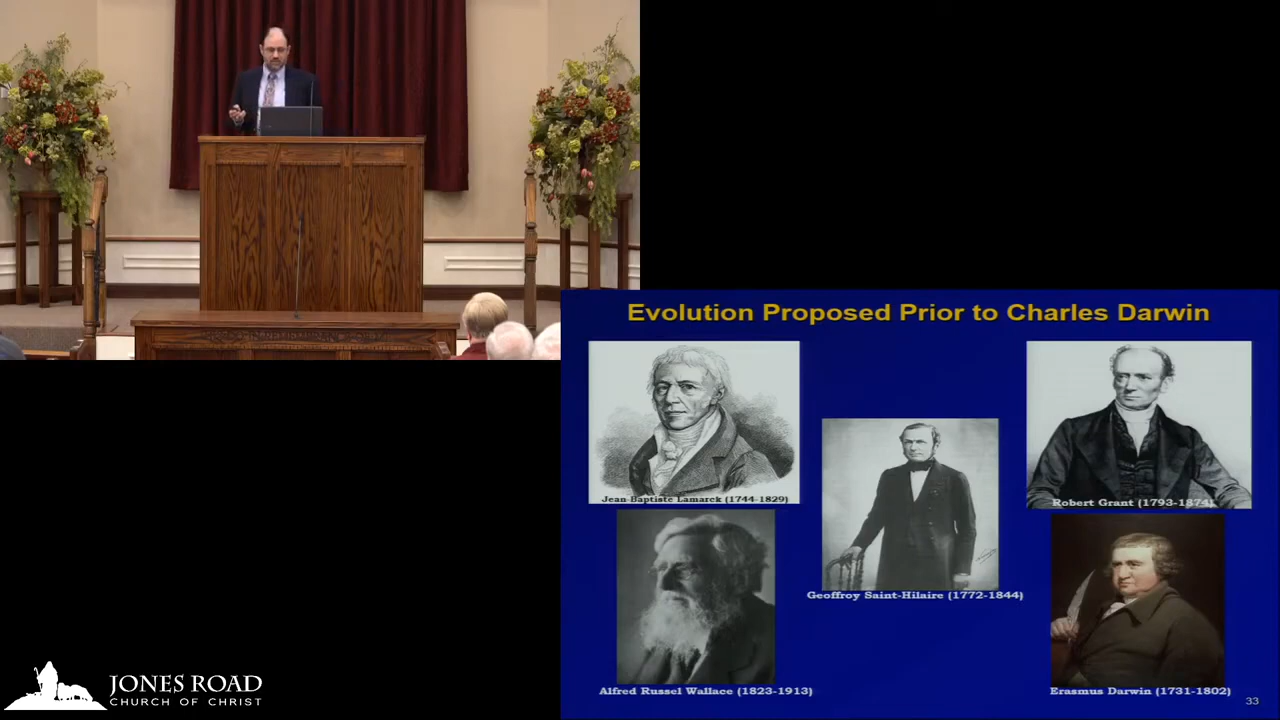 Evolution Proposed Prior to Charles Darwin
Jean-Baptiste Lamarck (1744-1829)
Robert Grant (1793-1874)
Geoffroy Saint-Hilaire (1772-1844)
Alfred Russel Wallace (1823-1913)
Erasmus Darwin (1731-1802)
33
JONES ROAD
CHURCH OF CHRIST